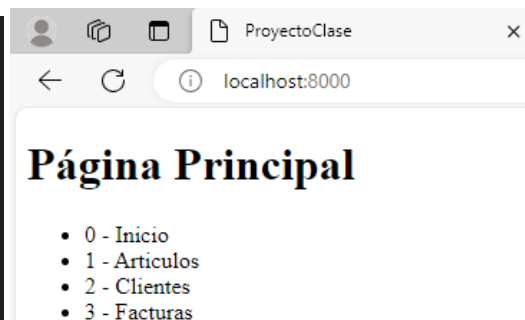 ProyectoClase
localhost:8000
Página Principal
0 - Inicio
1 - Articulos
2 - Clientes
3 - Facturas